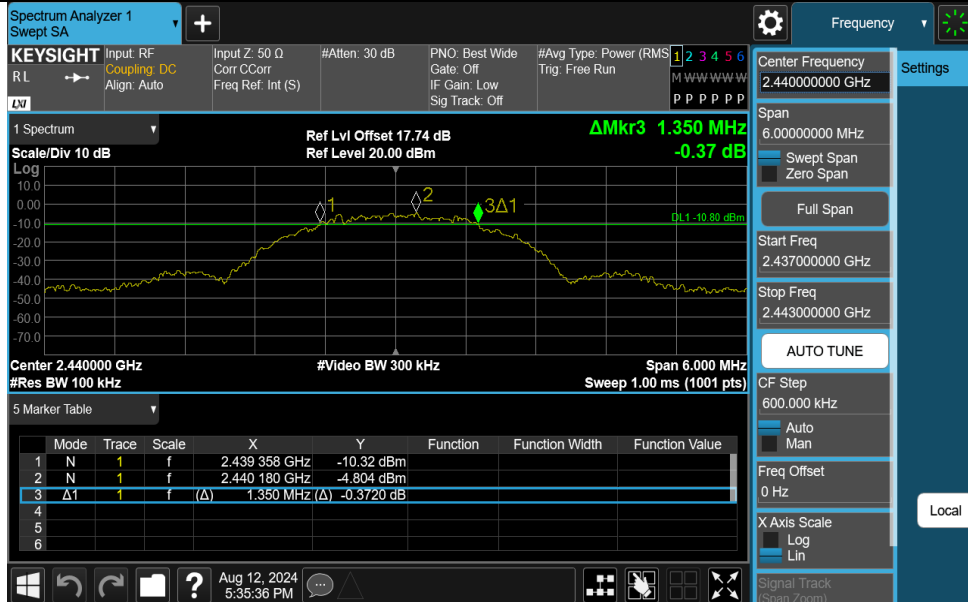 Spectrum Analyzer 1
Swept SA
Frequency
KEYSIGHT
R L
LXI
Input: RF
Coupling: DC
Align: Auto
Input Z: 50 Ω
Corr CCorr
Freq Ref: Int (S)
#Atten: 30 dB
PNO: Best Wide
Gate: Off
IF Gain: Low
Sig Track: Off
#Avg Type: Power (RMS
Trig: Free Run
1 2 3 4 5 6
M W W W W W
P P P P P P
Center Frequency
2.440000000 GHz
Settings
Span
6.00000000 MHz
Swept Span
Zero Span
Full Span
Start Freq
2.437000000 GHz
Stop Freq
2.443000000 GHz
AUTO TUNE
CF Step
600.000 kHz
Auto
Man
Freq Offset
0 Hz
X Axis Scale
Log
Lin
Signal Track
(Span Zoom)
Local
1 Spectrum
Scale/Div 10 dB
Ref Lvl Offset 17.74 dB
Ref Level 20.00 dBm
ΔMkr3 1.350 MHz
-0.37 dB
Log
10.0
0.00
-10.0
-20.0
-30.0
-40.0
-50.0
-60.0
-70.0
1
2
3Δ1
DL1 -10.80 dBm
Center 2.440000 GHz
#Video BW 300 kHz
Span 6.000 MHz
#Res BW 100 kHz
Sweep 1.00 ms (1001 pts)
5 Marker Table
Mode Trace Scale X Y Function Function Width Function Value
1 N 1 f 2.439 358 GHz -10.32 dBm
2 N 1 f 2.440 180 GHz -4.804 dBm
3 Δ1 1 f (Δ) 1.350 MHz (Δ) -0.3720 dB
4
5
6
?
Aug 12, 2024
5:35:36 PM